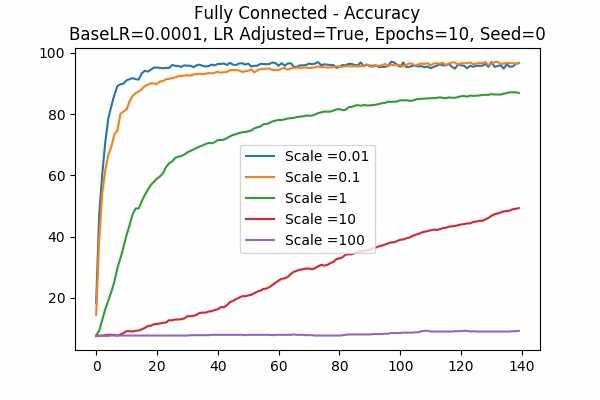 Fully Connected - Accuracy
BaseLR=0.0001, LR Adjusted=True, Epochs=10, Seed=0
100
80
60
40
20
Scale =0.01
Scale =0.1
Scale =1
Scale =10
Scale =100
0 20 40 60 80 100 120 140